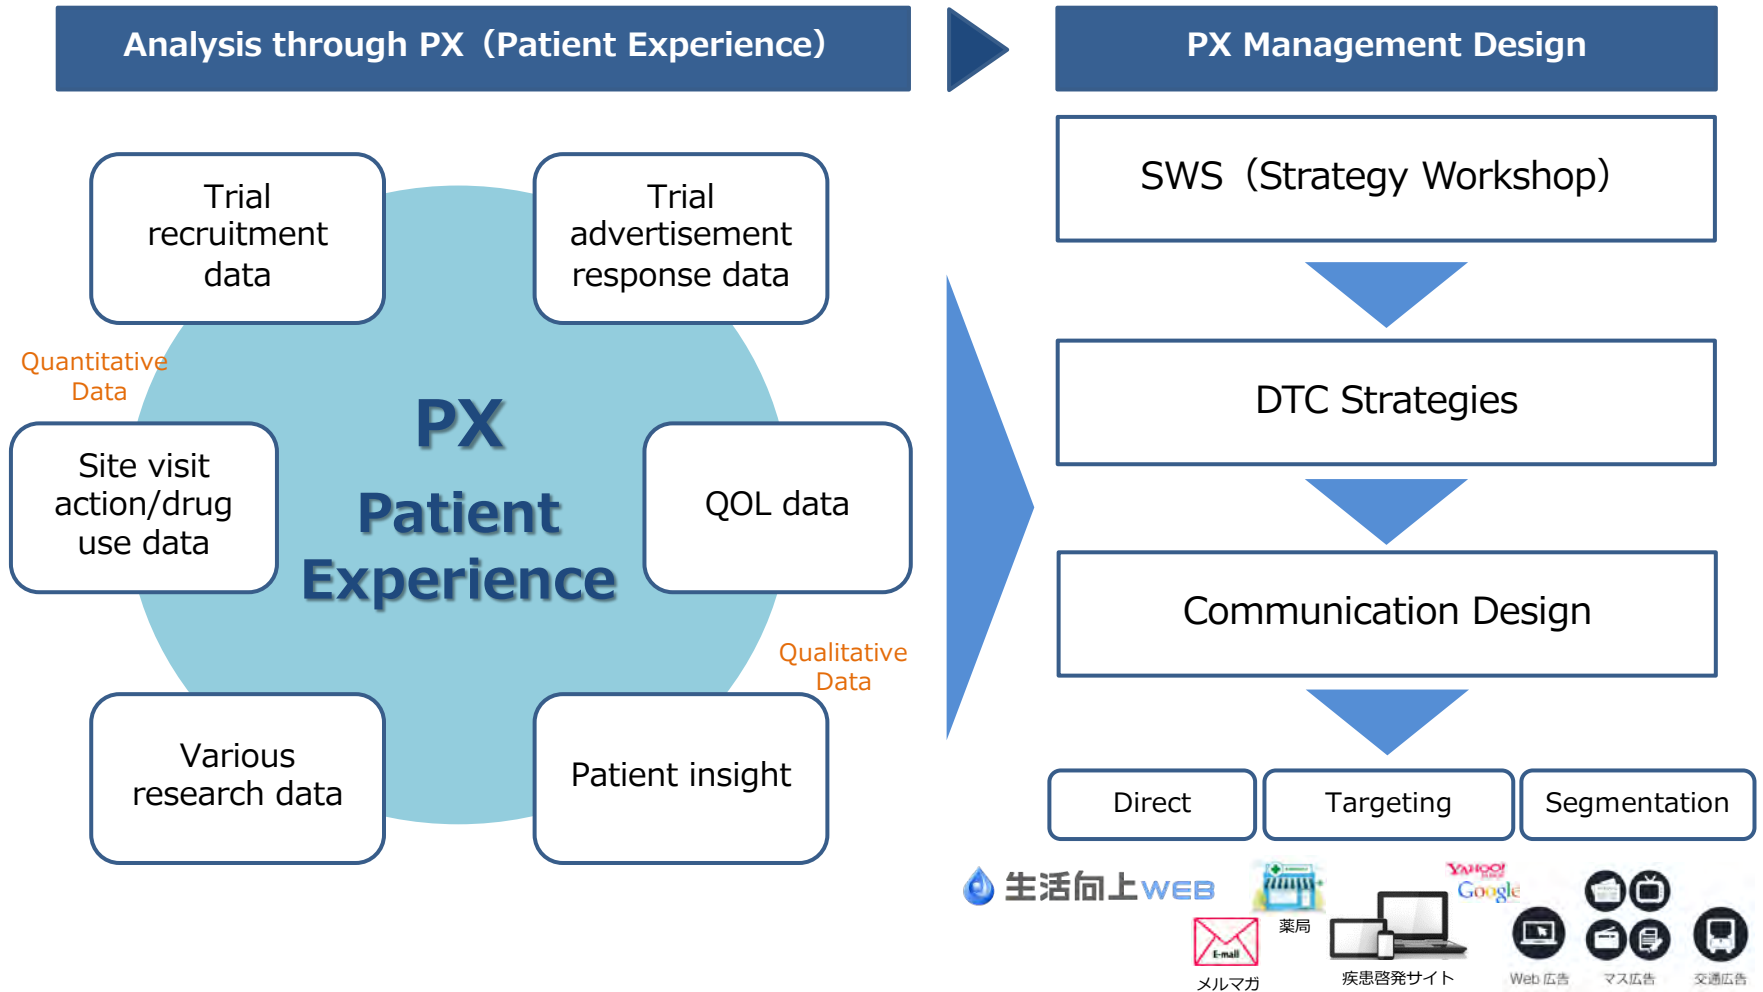 Analysis through PX（Patient Experience）
PX Management Design
Trial
recruitment
data
Trial
advertisement
response data
Quantitative
Data
Site visit
action/drug
use data
PX
Patient
Experience
QOL data
Qualitative
Data
Various
research data
Patient insight
SWS（Strategy Workshop）
DTC Strategies
Communication Design
Direct
Targeting
Segmentation
生活向上WEB
薬局
E-mail
メルマガ
疾患啓発サイト
YAHOO!
Google
Web 広告
マス広告
交通広告